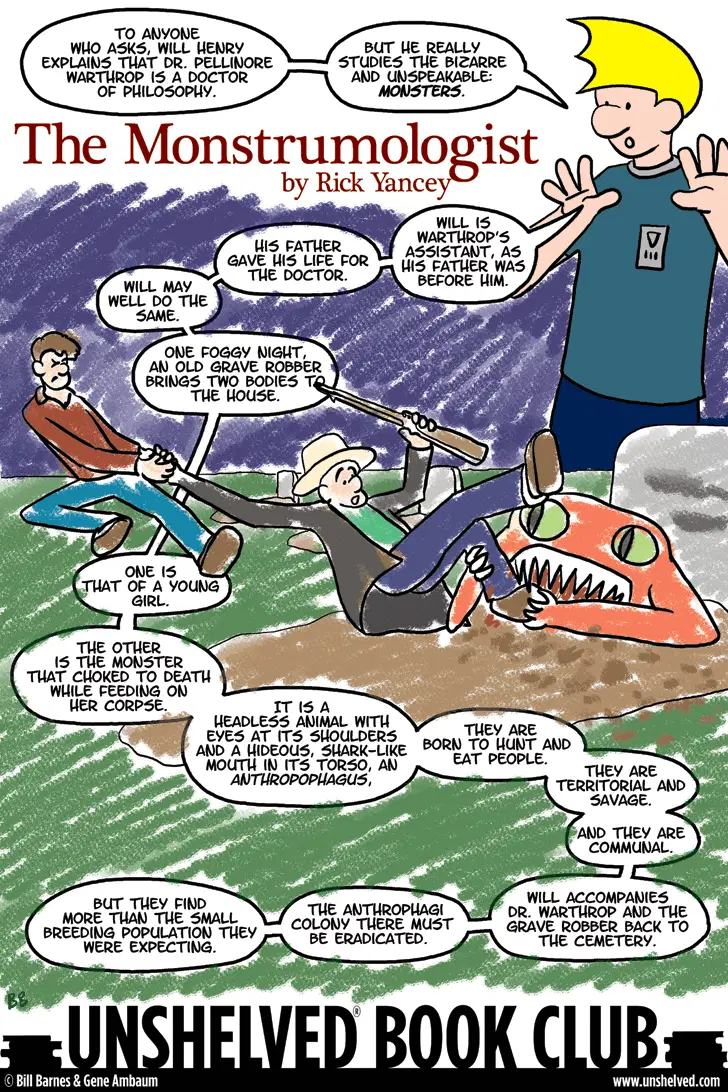 TO ANYONE
WHO ASKS, WILL HENRY
EXPLAINS THAT DR. PELLINORE
WARTHROP IS A DOCTOR
OF PHILOSOPHY.
BUT HE REALLY
STUDIES THE BIZARRE
AND UNSPEAKABLE:
MONSTERS.
The Monstrumologist
by Rick Yancey
WILL IS
WARTHROP'S
ASSISTANT, AS
HIS FATHER WAS
BEFORE HIM.
HIS FATHER
GAVE HIS LIFE FOR
THE DOCTOR.
WILL MAY
WELL DO THE
SAME.
ONE FOGGY NIGHT,
AN OLD GRAVE ROBBER
BRINGS TWO BODIES TO
THE HOUSE.
ONE IS
THAT OF A YOUNG
GIRL.
THE OTHER
IS THE MONSTER
THAT CHOKED TO DEATH
WHILE FEEDING ON
HER CORPSE.
IT IS A
HEADLESS ANIMAL WITH
EYES AT ITS SHOULDERS
AND A HIDEOUS, SHARK-LIKE
MOUTH IN ITS TORSO, AN
ANTHROPOPHAGUS,
THEY ARE
BORN TO HUNT AND
EAT PEOPLE.
THEY ARE
TERRITORIAL AND
SAVAGE.
AND THEY ARE
COMMUNAL.
WILL ACCOMPANIES
DR. WARTHROP AND THE
GRAVE ROBBER BACK TO
THE CEMETERY.
THE ANTHROPHAGI
COLONY THERE MUST
BE ERADICATED.
BUT THEY FIND
MORE THAN THE SMALL
BREEDING POPULATION THEY
WERE EXPECTING.
BB
UNSHELVED® BOOK CLUB
© Bill Barnes & Gene Ambaum
www.unshelved.com